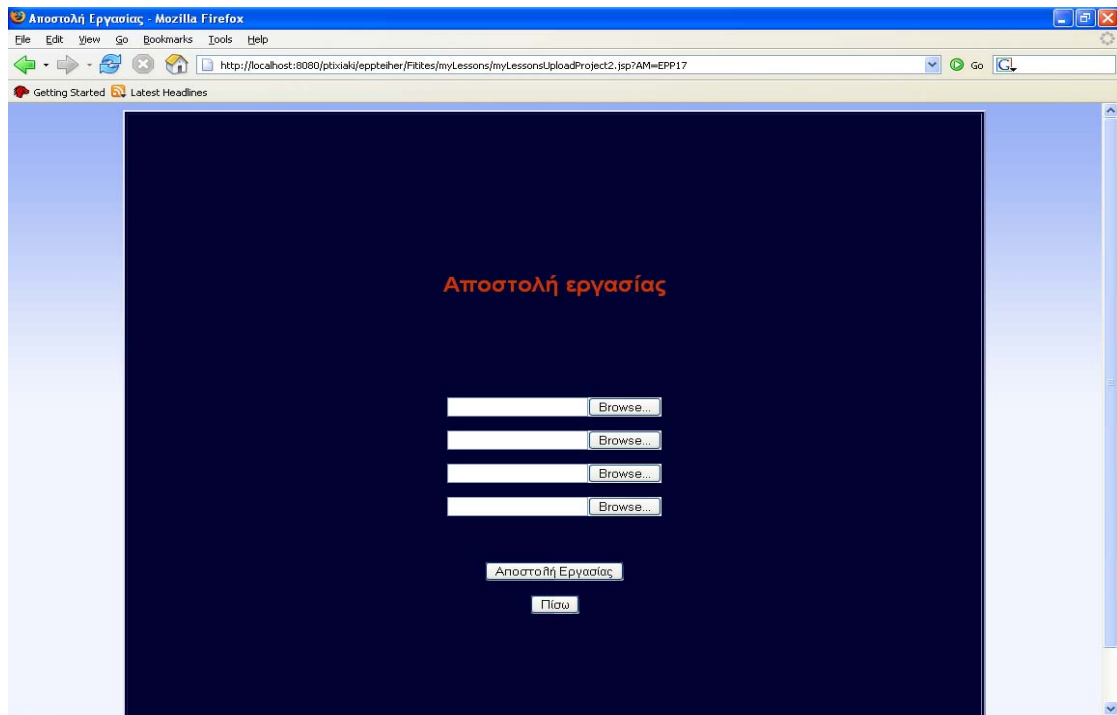 Αποστολή Εργασίας - Mozilla Firefox
File Edit View Go Bookmarks Tools Help
http://localhost:8080/ptixiaki/eppteiher/Fitites/myLessons/myLessonsUploadProject2.jsp?AM=EPP17 Go G
Getting Started Latest Headlines
Αποστολή εργασίας
Browse...
Browse...
Browse...
Browse...
Αποστολή Εργασίας
Πίσω